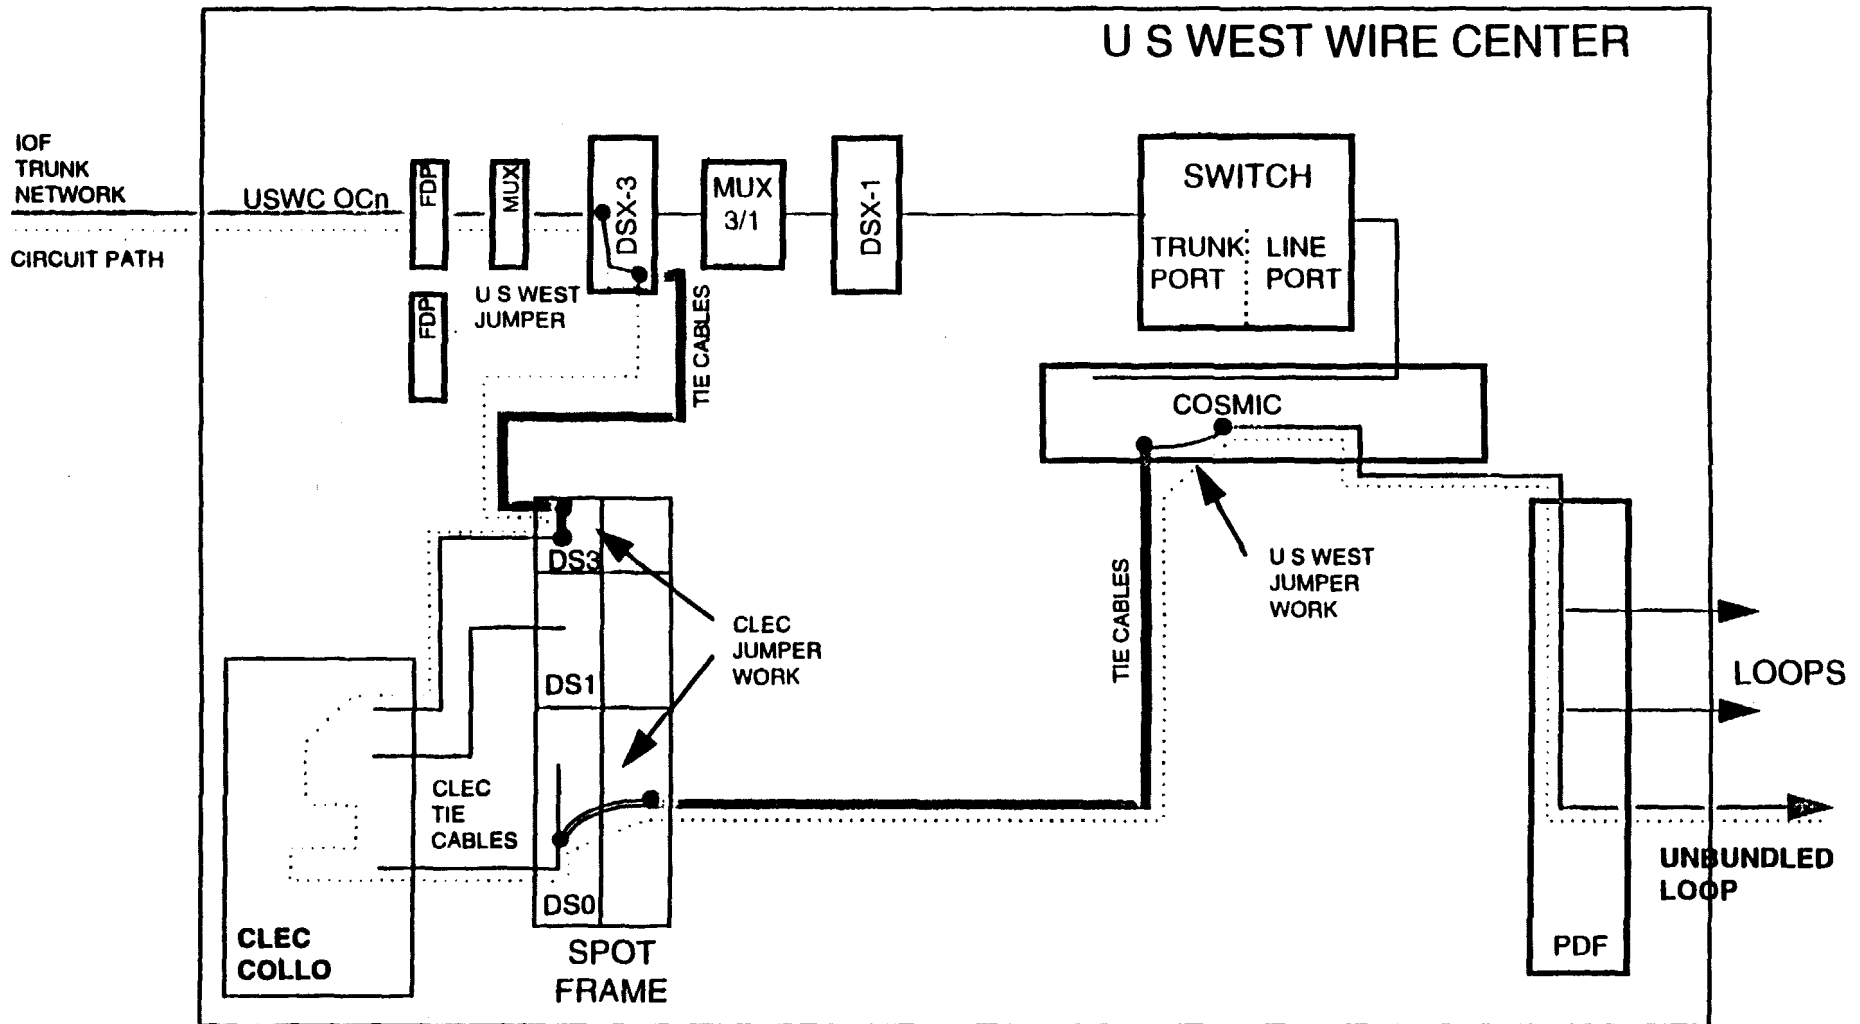 U S WEST WIRE CENTER
IOF
TRUNK
NETWORK
USWC OCn
CIRCUIT PATH
FDP
MUX
DSX-3
MUX
3/1
DSX-1
SWITCH
TRUNK
PORT
LINE
PORT
FDP
U S WEST
JUMPER
TIE CABLES
COSMIC
U S WEST
JUMPER
WORK
TIE CABLES
DS3
CLEC
JUMPER
WORK
DS1
LOOPS
CLEC
TIE
CABLES
UNBUNDLED
LOOP
DS0
CLEC
COLLO
SPOT
FRAME
PDF